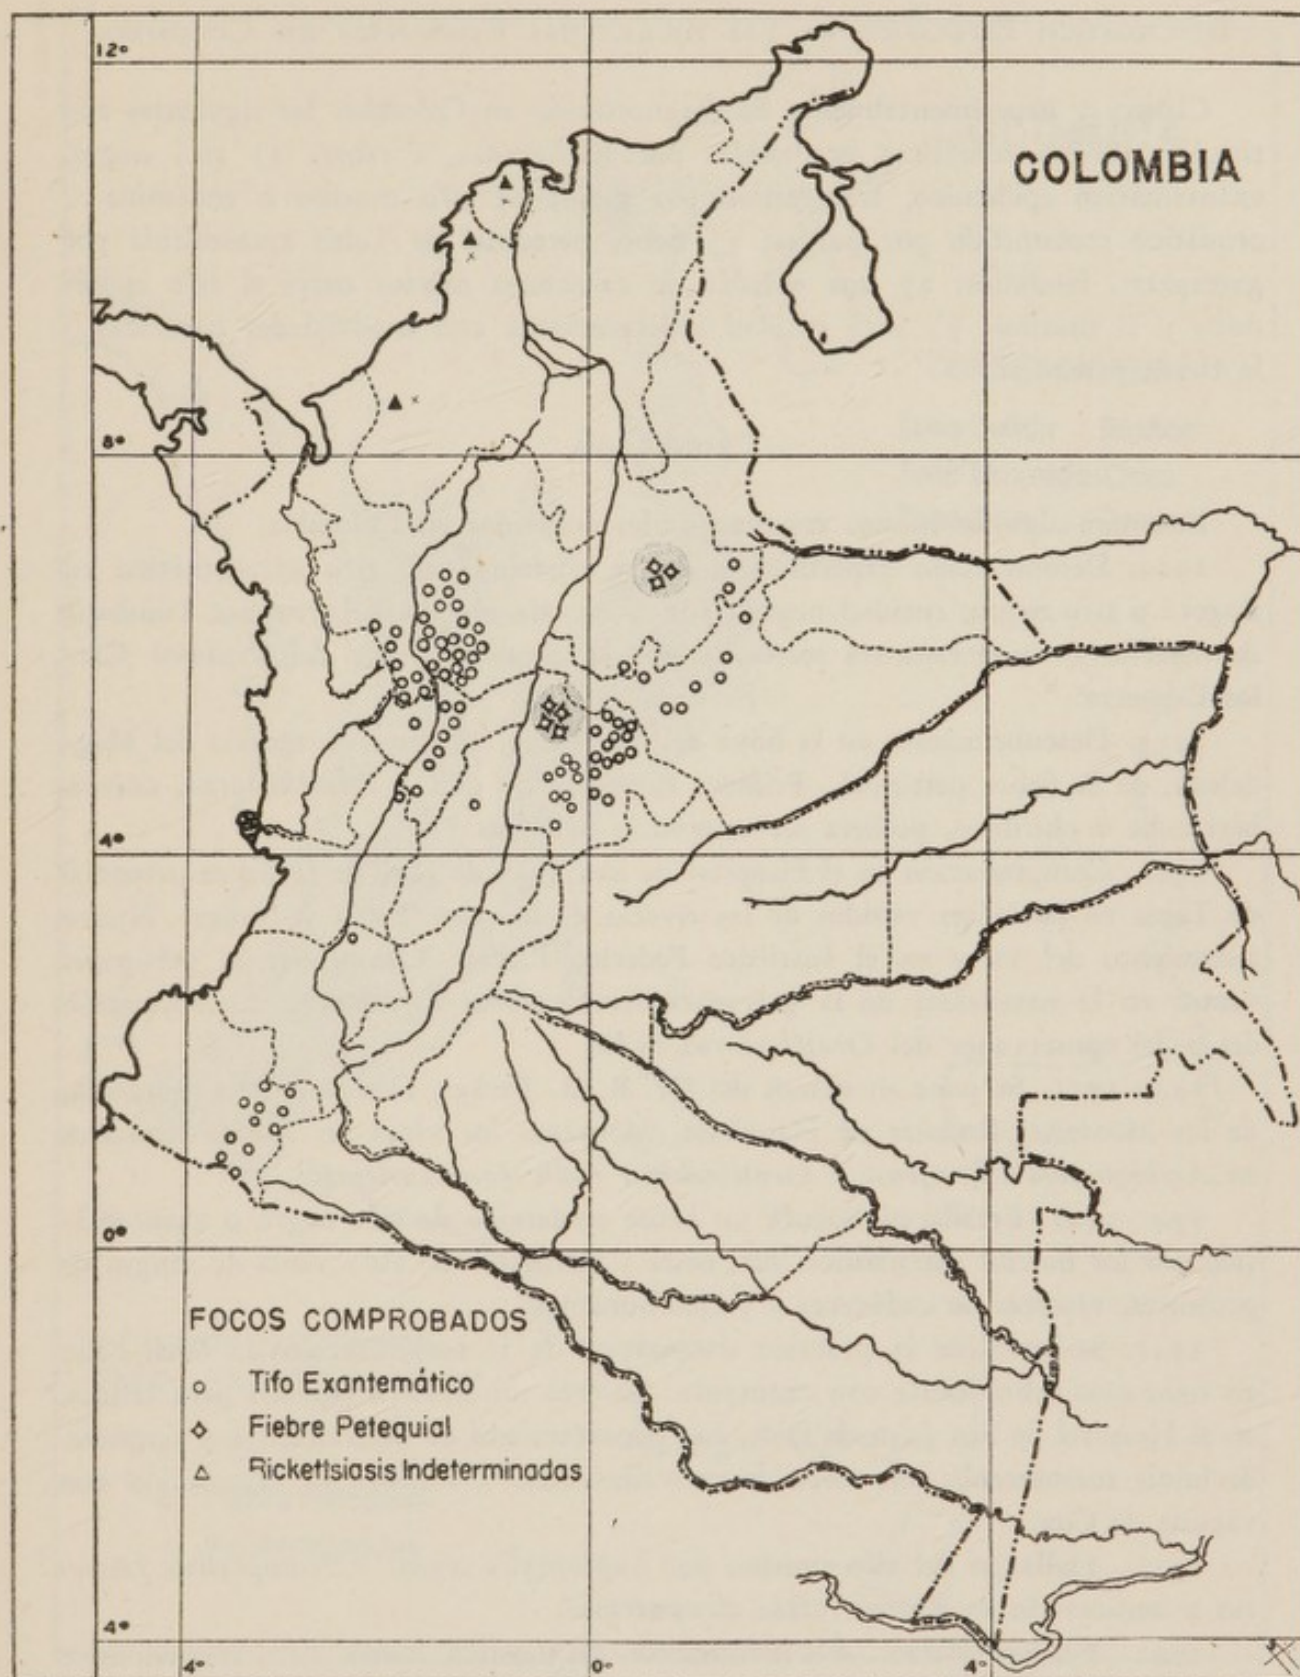 12°
COLOMBIA
8°
4°
0°
FOCOS COMPROBADOS
Tifo Exantemático
Fiebre Petequial
Rickettsiasis Indeterminadas
4°
4° 0° 4°